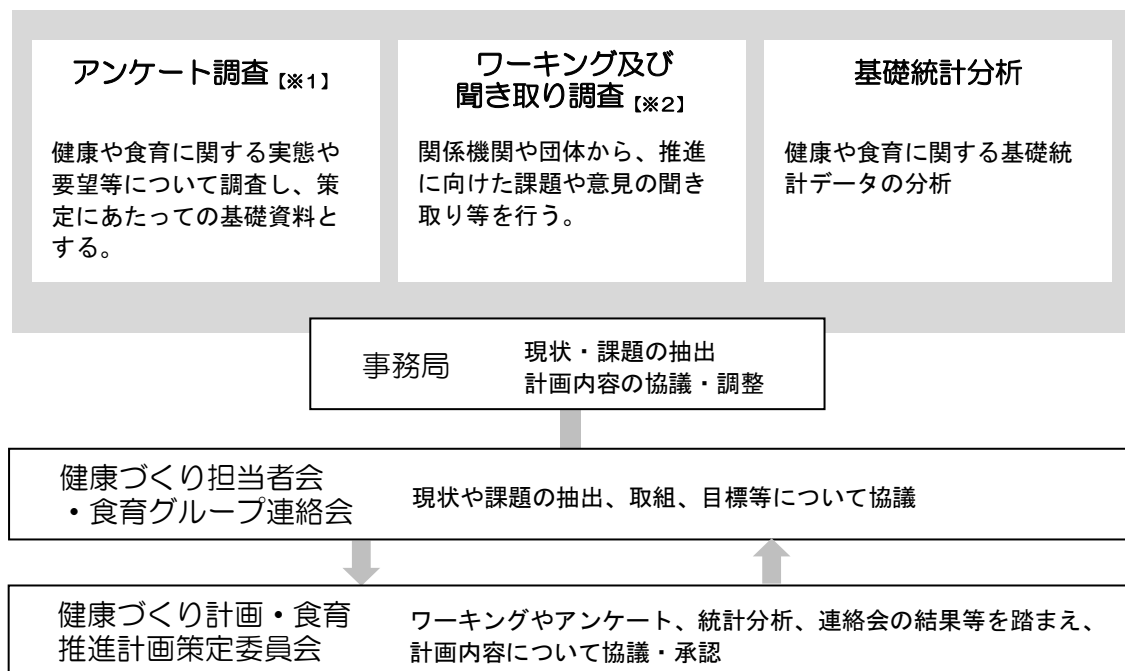 アンケート調査【※1】
健康や食育に関する実態や
要望等について調査し、策
定にあたっての基礎資料と
する。
ワーキング及び
聞き取り調査【※2】
関係機関や団体から、推進
に向けた課題や意見の聞き
取り等を行う。
基礎統計分析
健康や食育に関する基礎統
計データの分析
事務局
現状・課題の抽出
計画内容の協議・調整
健康づくり担当者会
・食育グループ連絡会
現状や課題の抽出、取組、目標等について協議
健康づくり計画・食育
推進計画策定委員会
ワーキングやアンケート、統計分析、連絡会の結果等を踏まえ、
計画内容について協議・承認